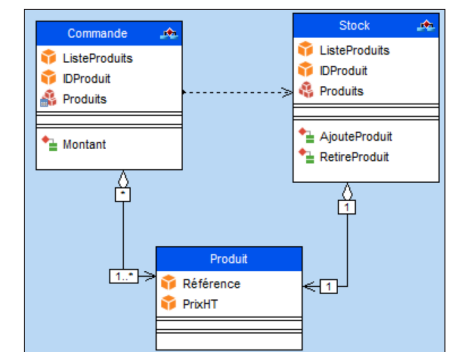 Commande
ListeProduits
IDProduit
Produits
Montant
Stock
ListeProduits
IDProduit
Produits
AjouteProduit
RetireProduit
*
1
1..*
1
Produit
Référence
PrixHT